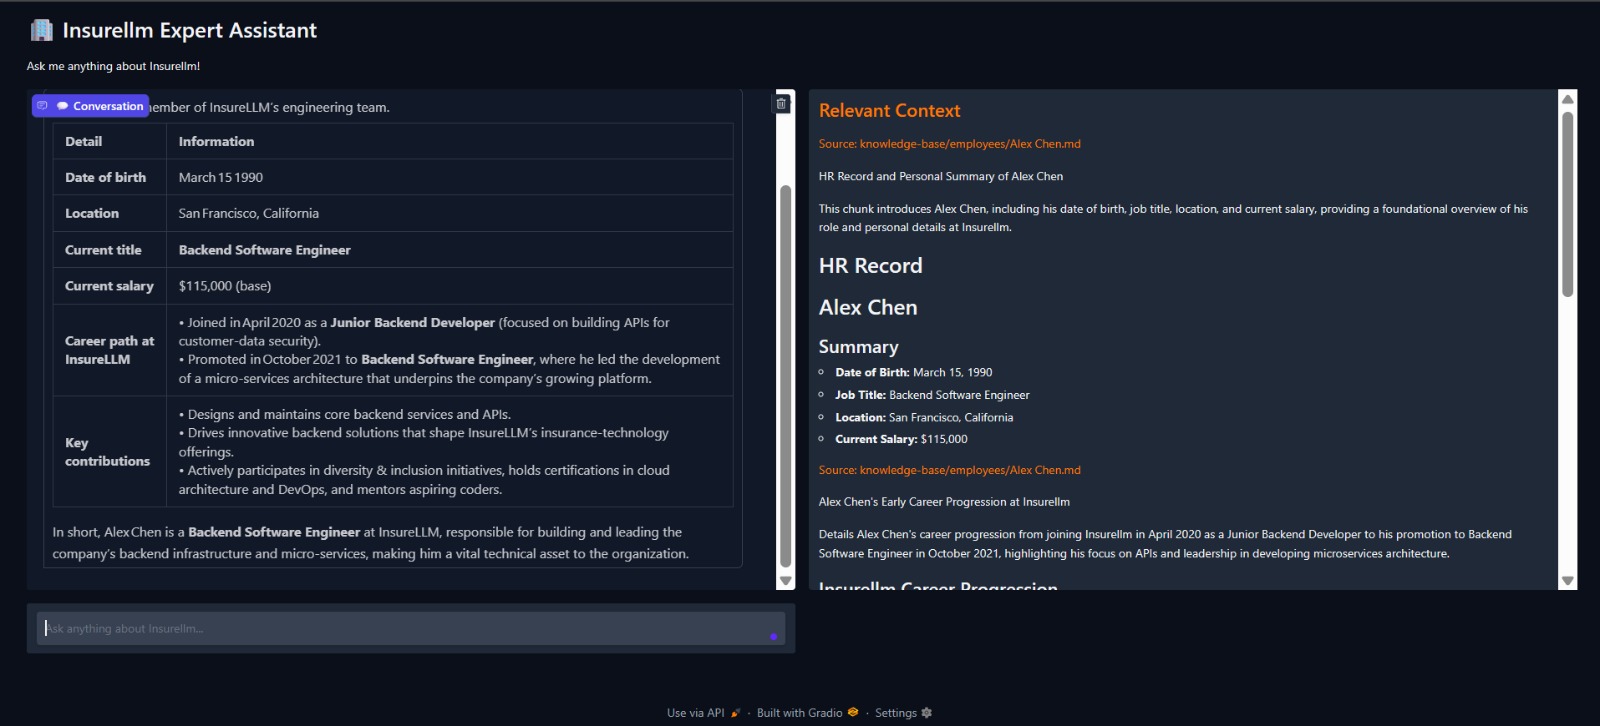 Insurellm Expert Assistant
Ask me anything about Insurellm!
Conversation
member of InsureLLM's engineering team.
Detail Information
Date of birth March 15 1990
Location San Francisco, California
Current title Backend Software Engineer
Current salary $115,000 (base)
Career path at InsureLLM
• Joined in April 2020 as a Junior Backend Developer (focused on building APIs for
customer-data security).
• Promoted in October 2021 to Backend Software Engineer, where he led the development
of a micro-services architecture that underpins the company's growing platform.
Key contributions
• Designs and maintains core backend services and APIs.
• Drives innovative backend solutions that shape InsureLLM's insurance-technology
offerings.
• Actively participates in diversity & inclusion initiatives, holds certifications in cloud
architecture and DevOps, and mentors aspiring coders.
In short, Alex Chen is a Backend Software Engineer at InsureLLM, responsible for building and leading the
company's backend infrastructure and micro-services, making him a vital technical asset to the organization.
Ask anything about Insurellm...
Relevant Context
Source: knowledge-base/employees/Alex Chen.md
HR Record and Personal Summary of Alex Chen
This chunk introduces Alex Chen, including his date of birth, job title, location, and current salary, providing a foundational overview of his
role and personal details at Insurellm.
HR Record
Alex Chen
Summary
Date of Birth: March 15, 1990
Job Title: Backend Software Engineer
Location: San Francisco, California
Current Salary: $115,000
Source: knowledge-base/employees/Alex Chen.md
Alex Chen's Early Career Progression at Insurellm
Details Alex Chen's career progression from joining Insurellm in April 2020 as a Junior Backend Developer to his promotion to Backend
Software Engineer in October 2021, highlighting his focus on APIs and leadership in developing microservices architecture.
Insurellm Career Progression
Use via API · Built with Gradio · Settings